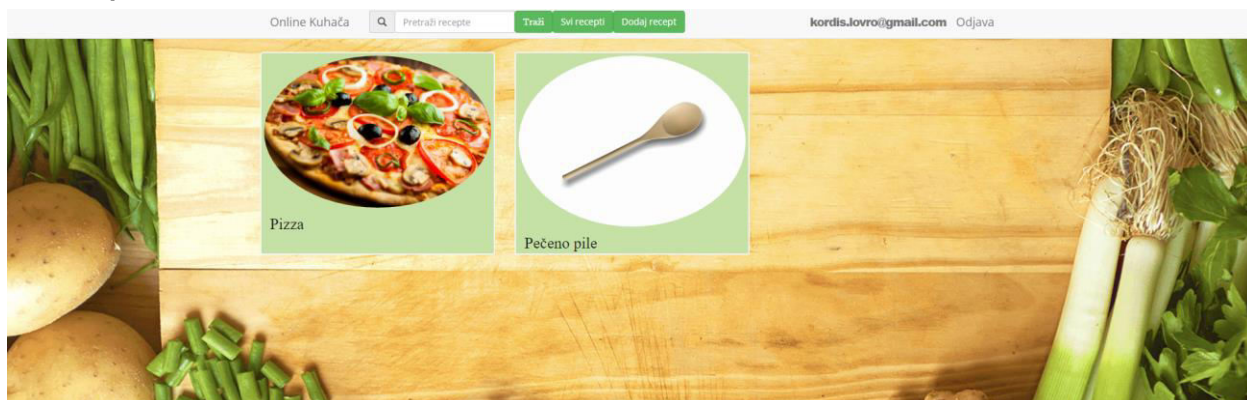 Online Kuhača Pretraži recepte Traži Svi recepti Dodaj recept kordis.lovro@gmail.com Odjava
Pizza
Pečeno pile